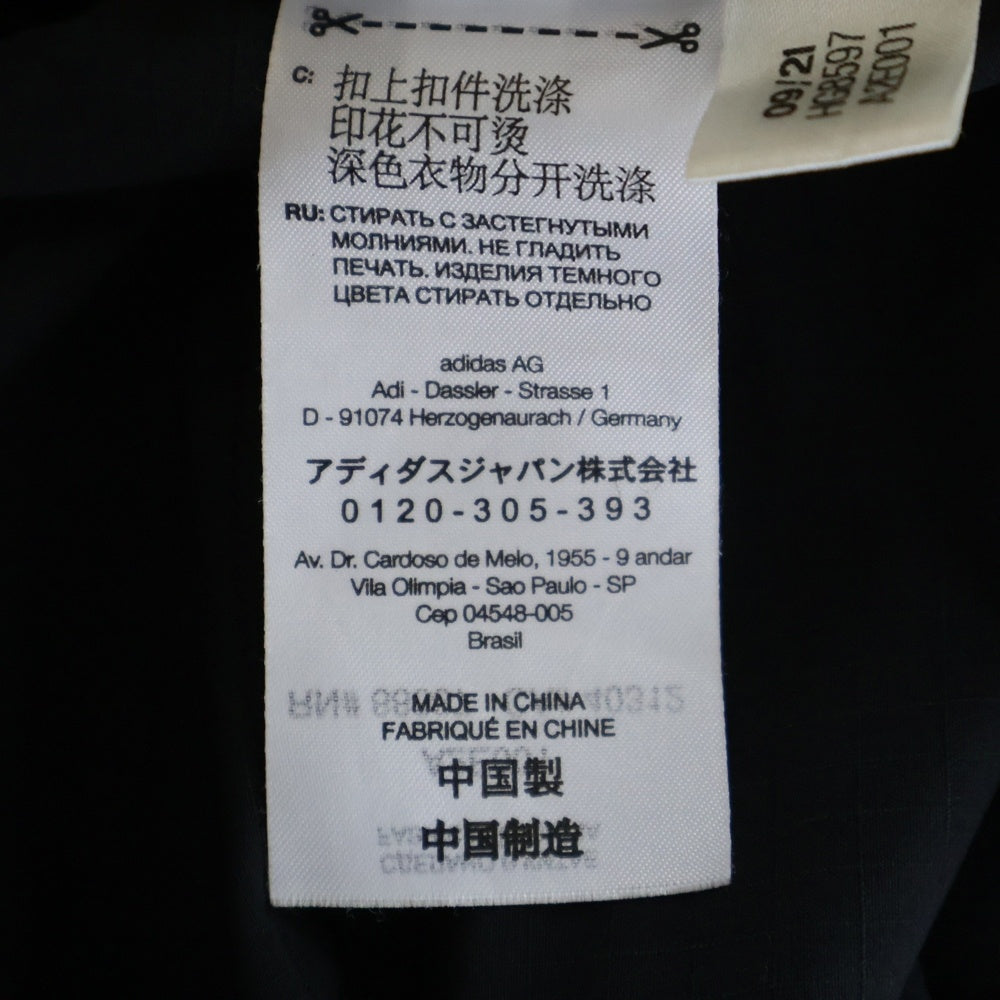 C: 扣上扣件洗涤
印花不可烫
深色衣物分开洗涤
RU: СТИРАТЬ С ЗАСТЕГНУТЫМИ
МОЛНИЯМИ. НЕ ГЛАДИТЬ
ПЕЧАТЬ. ИЗДЕЛИЯ ТЕМНОГО
ЦВЕТА СТИРАТЬ ОТДЕЛЬНО
adidas AG
Adi - Dassler - Strasse 1
D - 91074 Herzogenaurach / Germany
アディダスジャパン株式会社
0120-305-393
Av. Dr. Cardoso de Melo, 1955 - 9 andar
Vila Olimpia - Sao Paulo - SP
Cep 04548-005
Brasil
MADE IN CHINA
FABRIQUÉ EN CHINE
中国製
中国制造
09/21
HG8597
AZE001